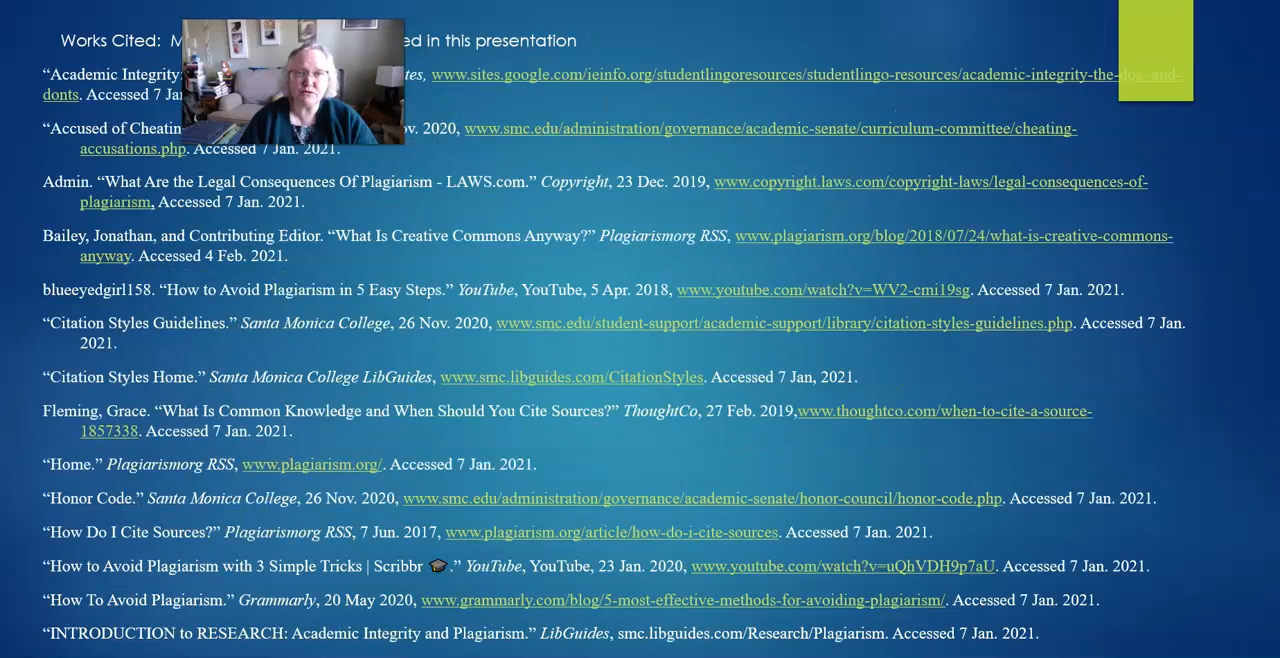 Works Cited: M ed in this presentation
“Academic Integrity: tes, www.sites.google.com/ieinfo.org/studentlingoresources/studentlingo-resources/academic-integrity-the-dos-and-
donts. Accessed 7 Jan
“Accused of Cheatin ov. 2020, www.smc.edu/administration/governance/academic-senate/curriculum-committee/cheating-
accusations.php. Accessed 7 Jan. 2021.
Admin. “What Are the Legal Consequences Of Plagiarism - LAWS.com.” Copyright, 23 Dec. 2019, www.copyright.laws.com/copyright-laws/legal-consequences-of-
plagiarism, Accessed 7 Jan. 2021.
Bailey, Jonathan, and Contributing Editor. “What Is Creative Commons Anyway?” Plagiarismorg RSS, www.plagiarism.org/blog/2018/07/24/what-is-creative-commons-
anyway. Accessed 4 Feb. 2021.
blueeyedgirl158. “How to Avoid Plagiarism in 5 Easy Steps.” YouTube, YouTube, 5 Apr. 2018, www.youtube.com/watch?v=WV2-cmi19sg. Accessed 7 Jan. 2021.
“Citation Styles Guidelines.” Santa Monica College, 26 Nov. 2020, www.smc.edu/student-support/academic-support/library/citation-styles-guidelines.php. Accessed 7 Jan.
2021.
“Citation Styles Home.” Santa Monica College LibGuides, www.smc.libguides.com/CitationStyles. Accessed 7 Jan, 2021.
Fleming, Grace. “What Is Common Knowledge and When Should You Cite Sources?” ThoughtCo, 27 Feb. 2019,www.thoughtco.com/when-to-cite-a-source-
1857338. Accessed 7 Jan. 2021.
“Home.” Plagiarismorg RSS, www.plagiarism.org/. Accessed 7 Jan. 2021.
“Honor Code.” Santa Monica College, 26 Nov. 2020, www.smc.edu/administration/governance/academic-senate/honor-council/honor-code.php. Accessed 7 Jan. 2021.
“How Do I Cite Sources?” Plagiarismorg RSS, 7 Jun. 2017, www.plagiarism.org/article/how-do-i-cite-sources. Accessed 7 Jan. 2021.
“How to Avoid Plagiarism with 3 Simple Tricks | Scribbr 🎓.” YouTube, YouTube, 23 Jan. 2020, www.youtube.com/watch?v=uQhVDH9p7aU. Accessed 7 Jan. 2021.
“How To Avoid Plagiarism.” Grammarly, 20 May 2020, www.grammarly.com/blog/5-most-effective-methods-for-avoiding-plagiarism/. Accessed 7 Jan. 2021.
“INTRODUCTION to RESEARCH: Academic Integrity and Plagiarism.” LibGuides, smc.libguides.com/Research/Plagiarism. Accessed 7 Jan. 2021.